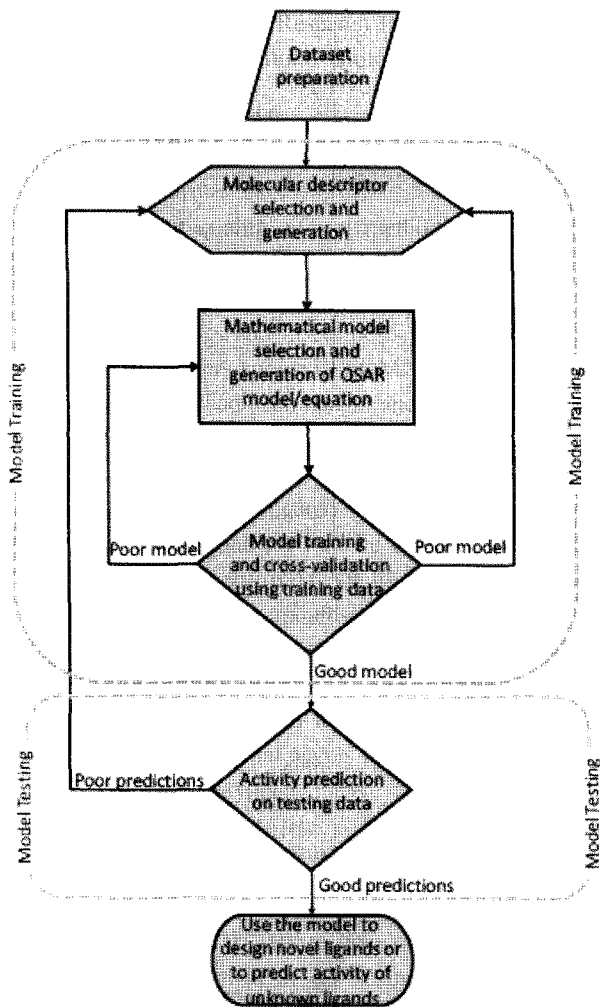 Dataset
preparation
Molecular descriptor
selection and
generation
Mathematical model
selection and
generation of QSAR
model/equation
Model Training
Model Training
Poor model
Model training
and cross-validation
using training data
Poor model
Good model
Model Testing
Poor predictions
Activity prediction
on testing data
Model Testing
Good predictions
Use the model to
design novel ligands or
to predict activity of
unknown ligands